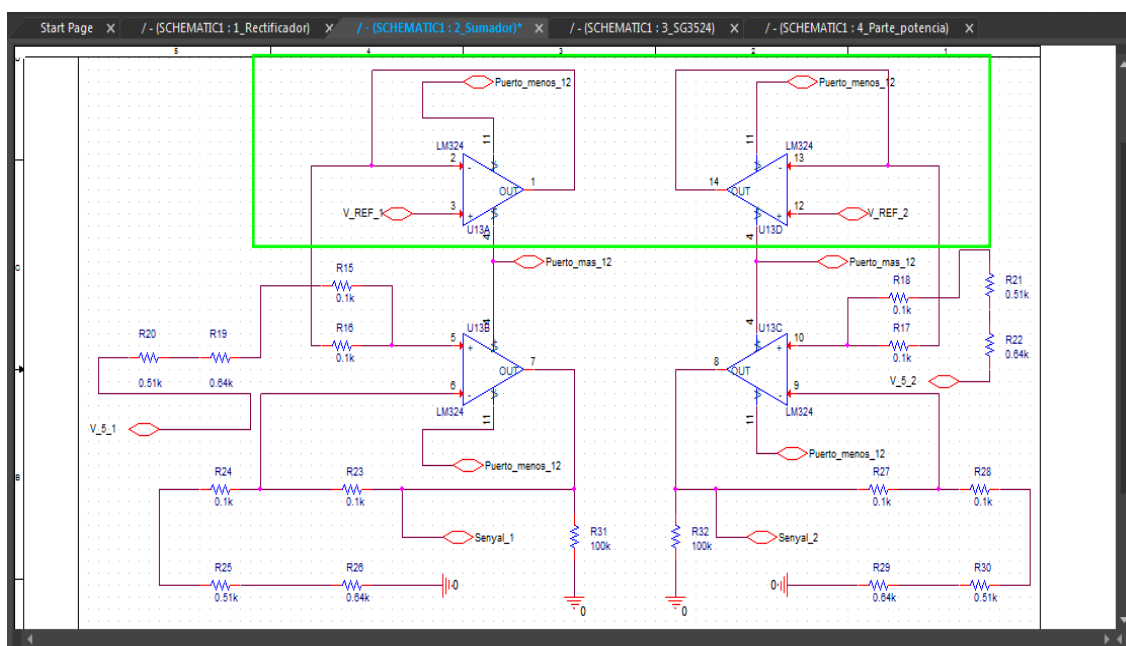 Start Page X / - (SCHEMATIC1 : 1_Rectificador) X / - (SCHEMATIC1 : 2_Sumador)* X / - (SCHEMATIC1 : 3_SG3524) X / - (SCHEMATIC1 : 4_Parte_potencia) X
5 4 3 2 1
Puerto_menos_12 Puerto_menos_12
11 11
LM324 LM324
2 13
- -
1 14
OUT OUT
V_REF_1 3 12 V_REF_2
+ +
U13A U13D
4 4
C
Puerto_mas_12 Puerto_mas_12
R15 R18 R21
0.1k 0.1k 0.51k
R20 R19 R16 U13B U13C R17 R22
4 4
5 10
+ +
0.1k 0.1k 0.64k
7 8
OUT OUT
0.51k 0.64k 6 9 V_5_2
- -
LM324 LM324
11 11
V_5_1
Puerto_menos_12 Puerto_menos_12
B
R24 R23 R27 R28
0.1k 0.1k 0.1k 0.1k
Senyal_1 R31 R32 Senyal_2
100k 100k
R25 R26 R29 R30
0 0
0.51k 0.64k 0.64k 0.51k
0 0